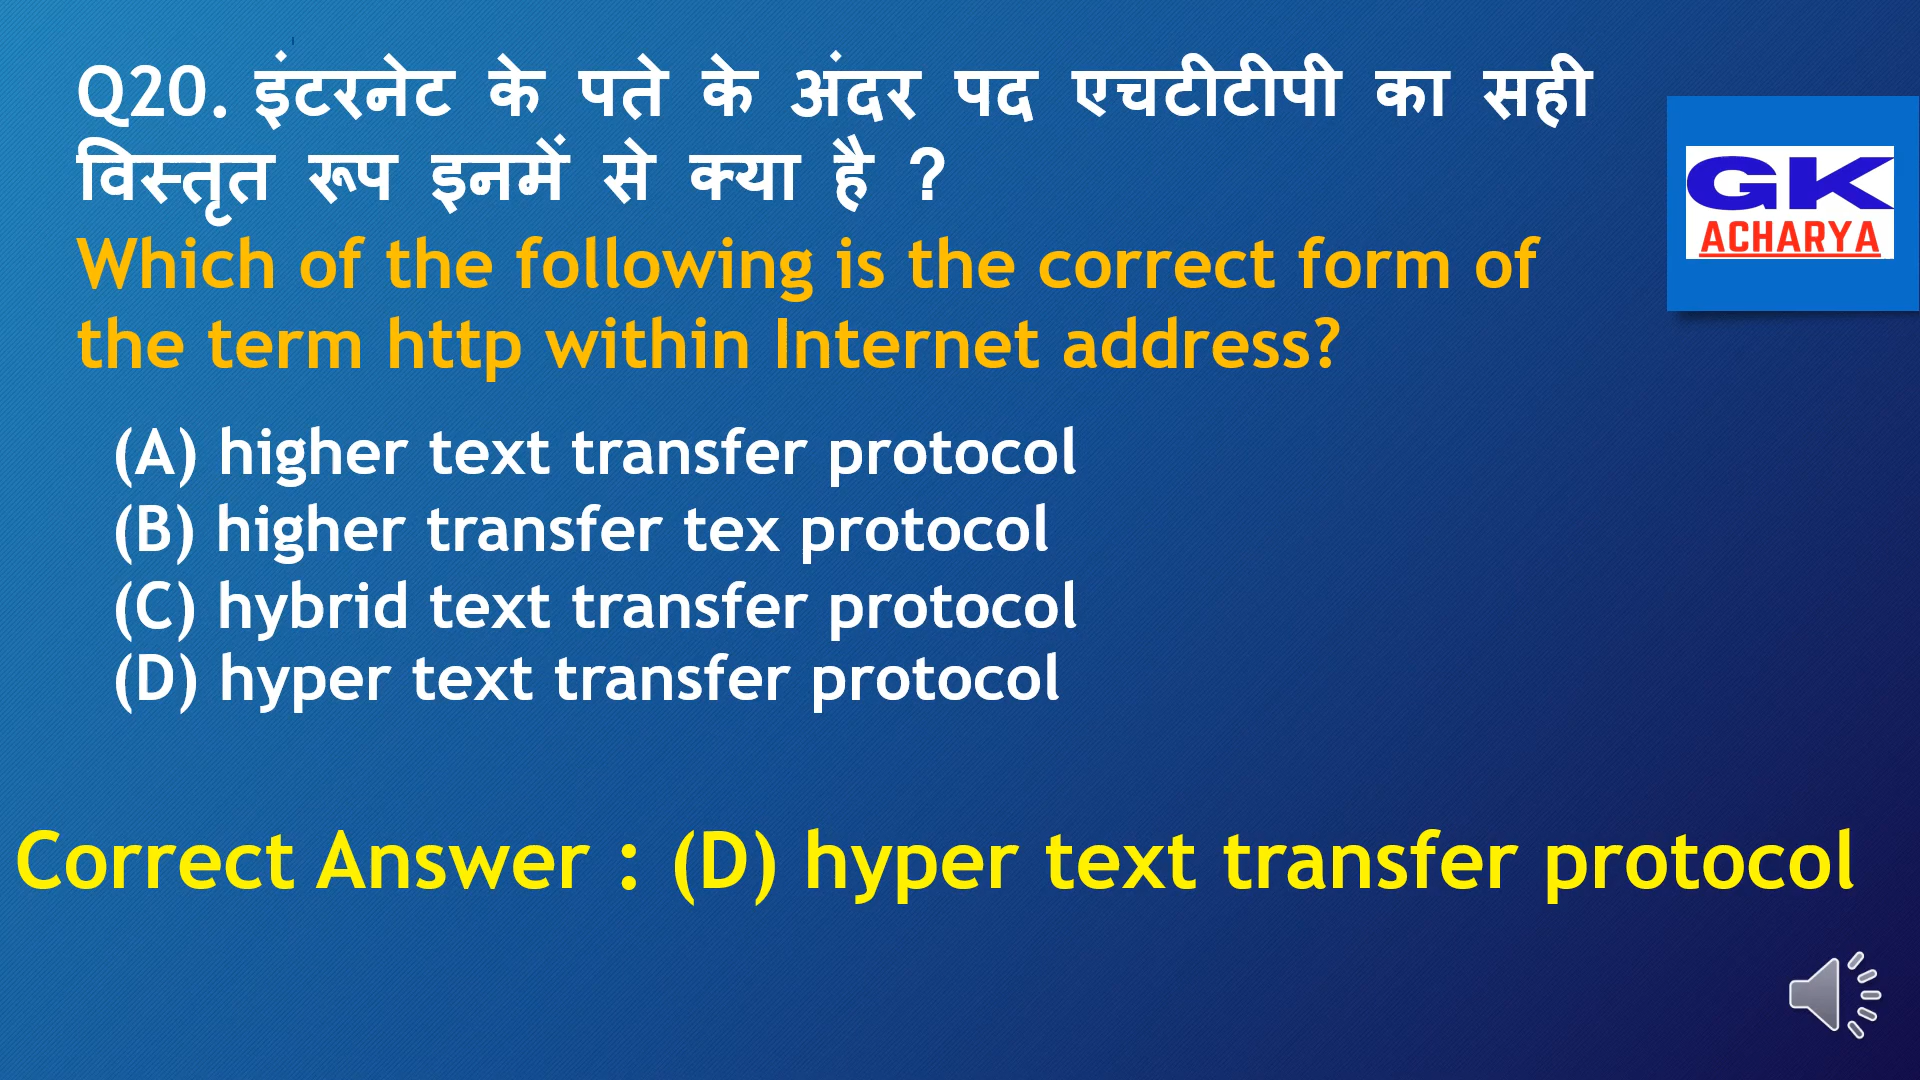 Q20. इंटरनेट के पते के अंदर पद एचटीटीपी का सही
विस्तृत रूप इनमें से क्या है ?
Which of the following is the correct form of
the term http within Internet address?
GK
ACHARYA
(A) higher text transfer protocol
(B) higher transfer tex protocol
(C) hybrid text transfer protocol
(D) hyper text transfer protocol
Correct Answer : (D) hyper text transfer protocol